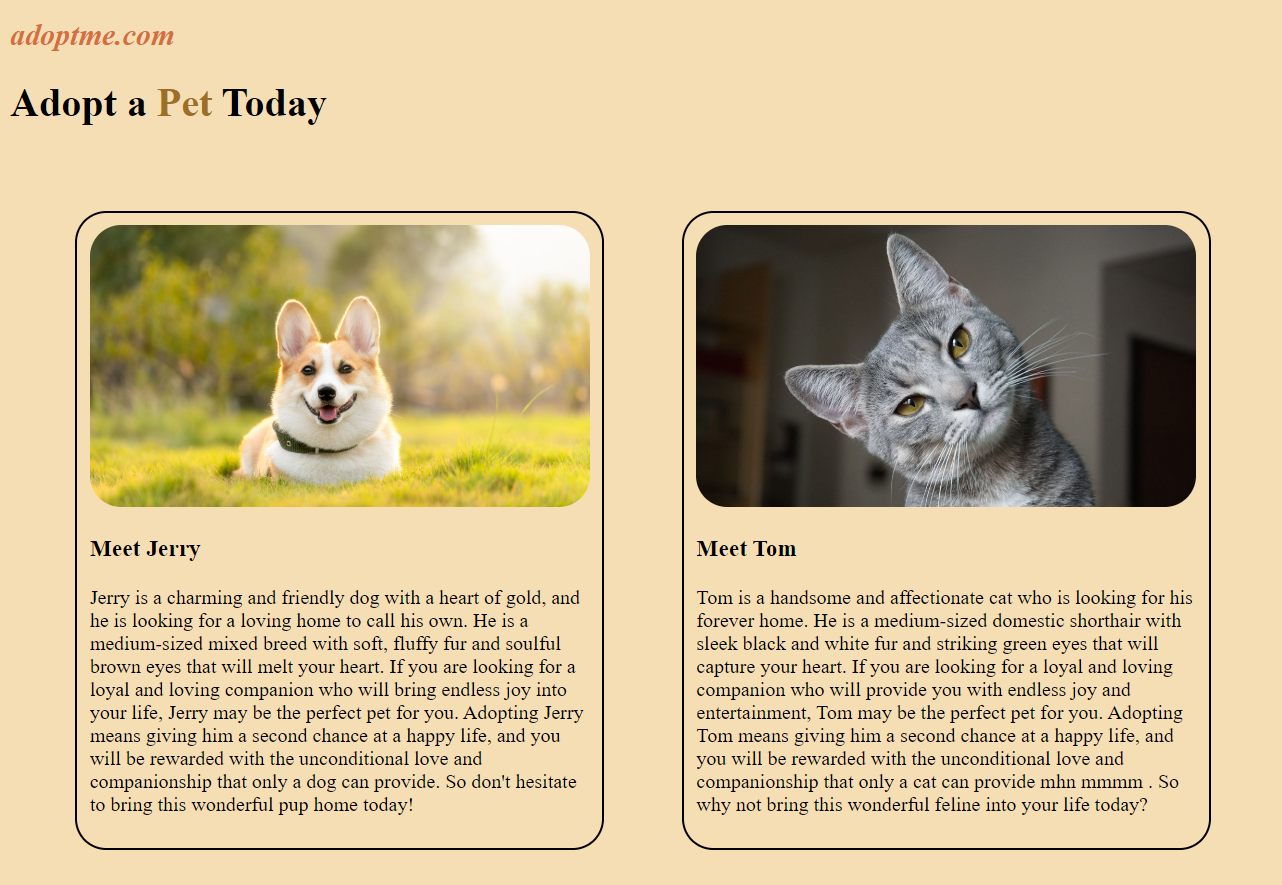 adoptme.com
Adopt a Pet Today
Meet Jerry
Jerry is a charming and friendly dog with a heart of gold, and
he is looking for a loving home to call his own. He is a
medium-sized mixed breed with soft, fluffy fur and soulful
brown eyes that will melt your heart. If you are looking for a
loyal and loving companion who will bring endless joy into
your life, Jerry may be the perfect pet for you. Adopting Jerry
means giving him a second chance at a happy life, and you
will be rewarded with the unconditional love and
companionship that only a dog can provide. So don't hesitate
to bring this wonderful pup home today!
Meet Tom
Tom is a handsome and affectionate cat who is looking for his
forever home. He is a medium-sized domestic shorthair with
sleek black and white fur and striking green eyes that will
capture your heart. If you are looking for a loyal and loving
companion who will provide you with endless joy and
entertainment, Tom may be the perfect pet for you. Adopting
Tom means giving him a second chance at a happy life, and
you will be rewarded with the unconditional love and
companionship that only a cat can provide mhn mmmm . So
why not bring this wonderful feline into your life today?